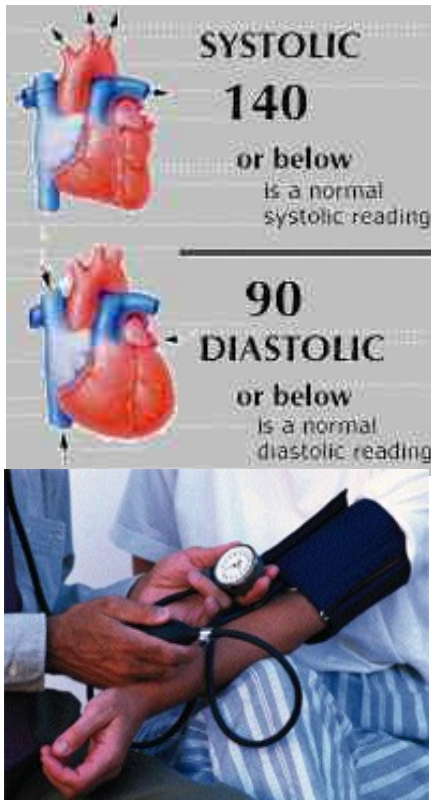 SYSTOLIC
140
or below
is a normal
systolic reading
90
DIASTOLIC
or below
is a normal
diastolic reading